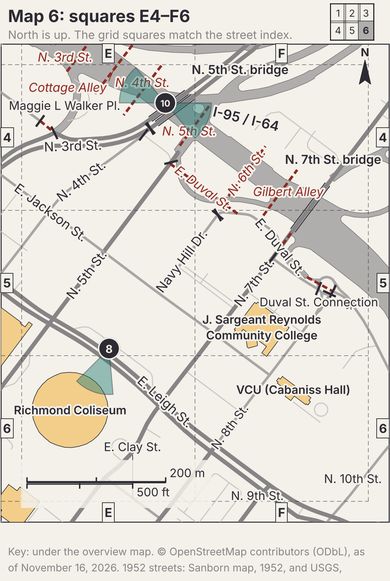 Map 6: squares E4–F6
North is up. The grid squares match the street index.
1 2 3
4 5 6
E
F
N
N. 3rd St.
N. 4th St.
N. 5th St. bridge
Cottage Alley
Maggie L Walker Pl.
10
I-95 / I-64
N. 5th St.
4
4
N. 3rd St.
N. 7th St. bridge
N. 4th St.
E. Duval St.
N. 6th St.
Gilbert Alley
E. Jackson St.
E. Duval St.
Navy Hill Dr.
N. 5th St.
N. 7th St.
5
5
Duval St. Connection
J. Sargeant Reynolds
Community College
8
VCU (Cabaniss Hall)
E. Leigh St.
Richmond Coliseum
6
6
N. 8th St.
E. Clay St.
200 m
500 ft
N. 10th St.
N. 9th St.
E
F
Key: under the overview map. © OpenStreetMap contributors (ODbL), as
of November 16, 2026. 1952 streets: Sanborn map, 1952, and USGS,